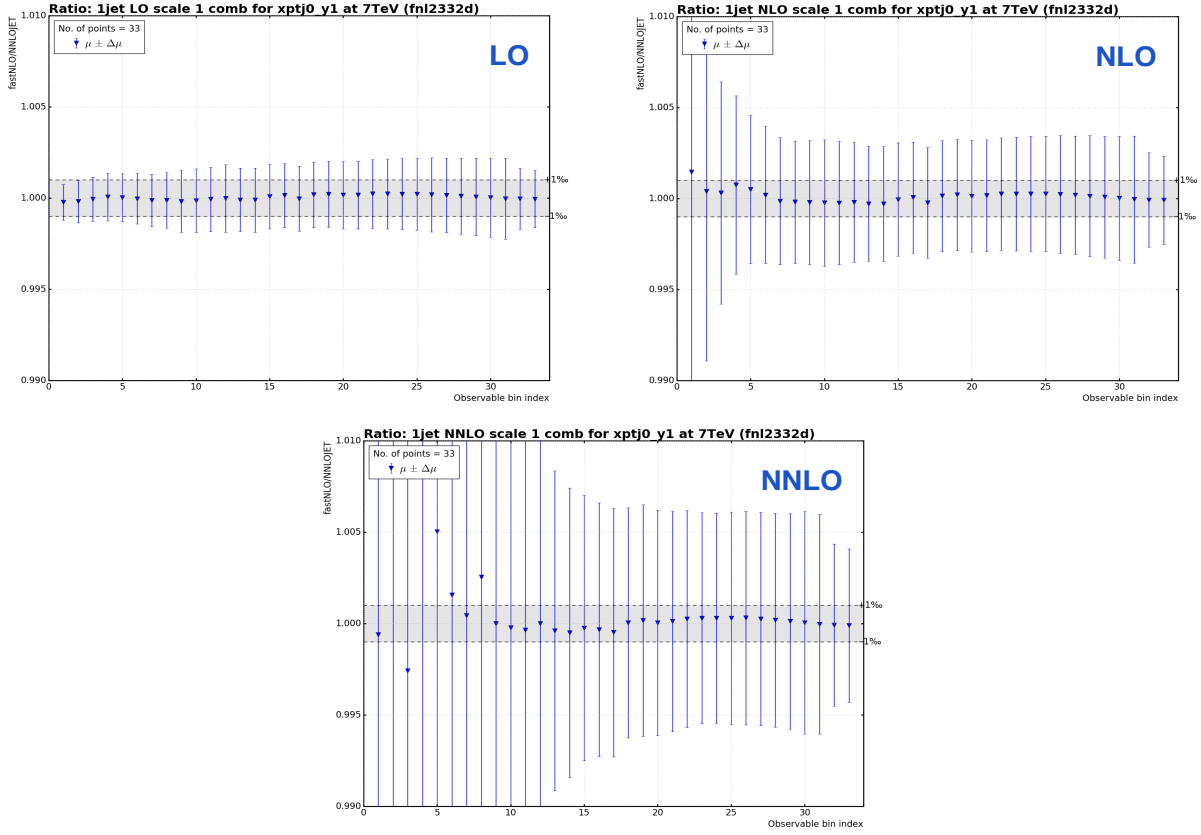 Ratio: 1jet LO scale 1 comb for xptj0_y1 at 7TeV (fnl2332d)
1.010
No. of points = 33
μ ± Δμ
LO
fastNLO/NNLOJET
1.005
+1‰
1.000
-1‰
0.995
0.990
0 5 10 15 20 25 30
Observable bin index
Ratio: 1jet NLO scale 1 comb for xptj0_y1 at 7TeV (fnl2332d)
1.010
No. of points = 33
μ ± Δμ
NLO
fastNLO/NNLOJET
1.005
+1‰
1.000
-1‰
0.995
0.990
0 5 10 15 20 25 30
Observable bin index
Ratio: 1jet NNLO scale 1 comb for xptj0_y1 at 7TeV (fnl2332d)
1.010
No. of points = 33
μ ± Δμ
NNLO
fastNLO/NNLOJET
1.005
+1‰
1.000
-1‰
0.995
0.990
0 5 10 15 20 25 30
Observable bin index